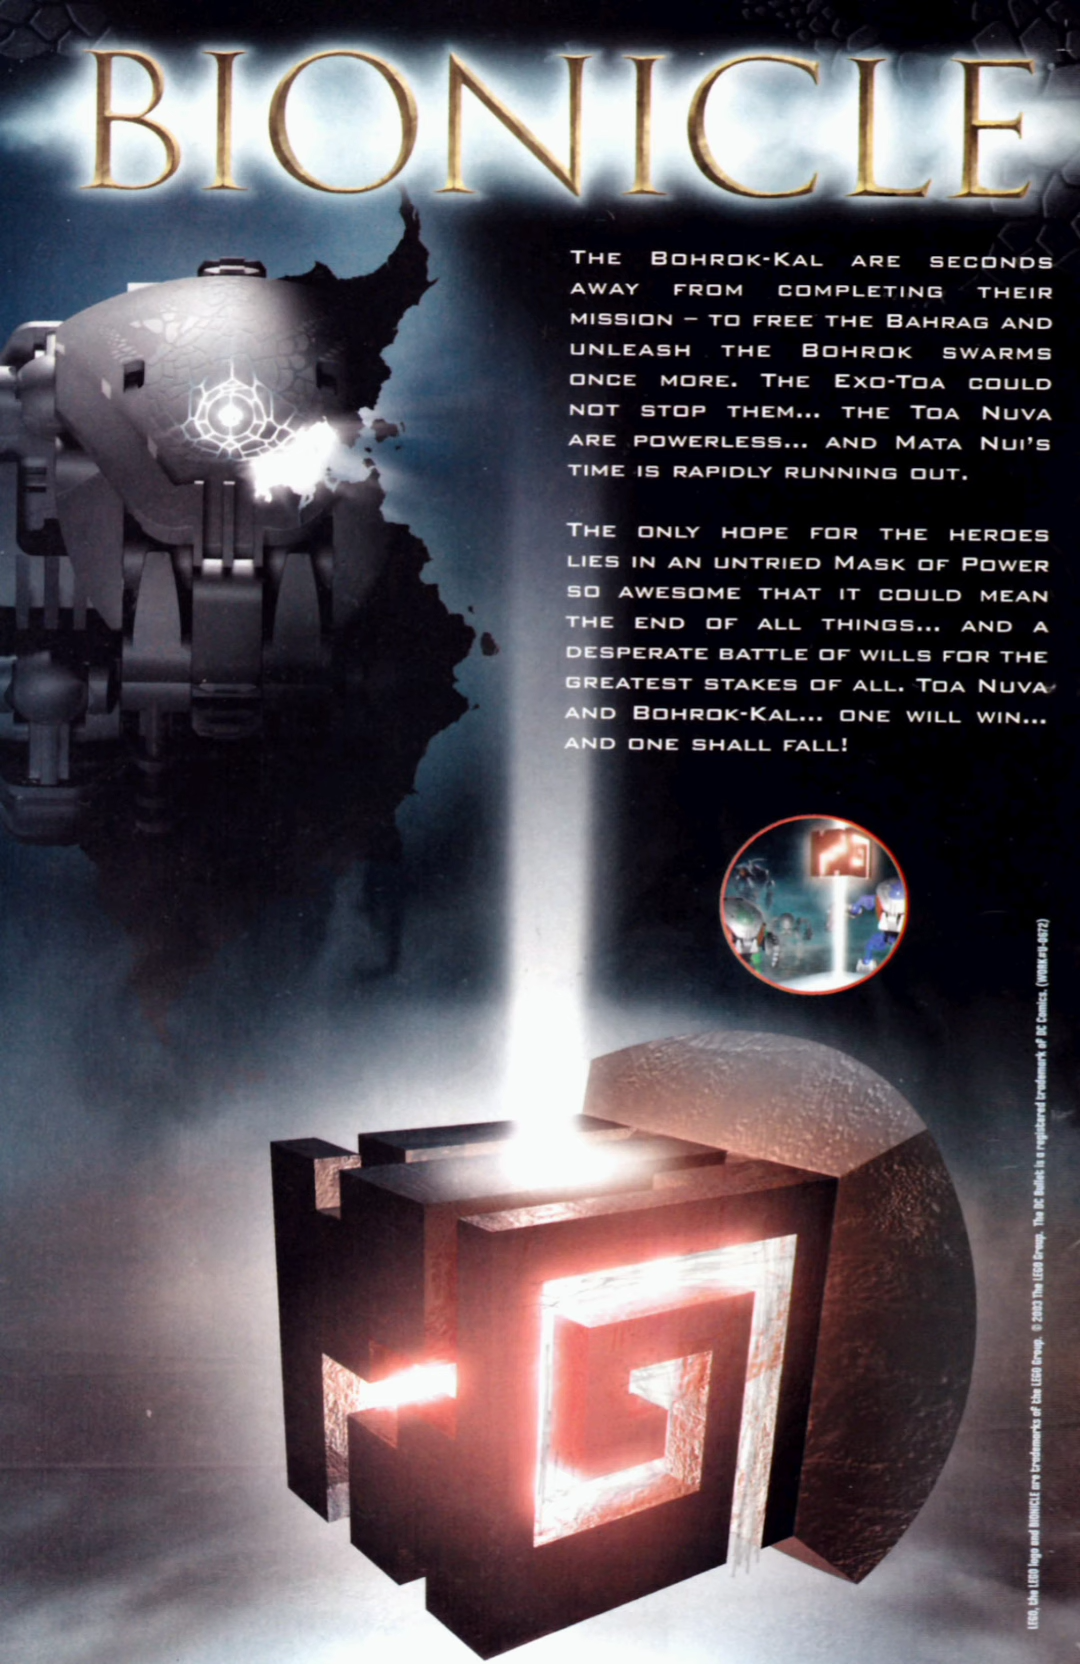 BIONICLE
THE BOHROK-KAL ARE SECONDS
AWAY FROM COMPLETING THEIR
MISSION – TO FREE THE BAHRAG AND
UNLEASH THE BOHROK SWARMS
ONCE MORE. THE EXO-TOA COULD
NOT STOP THEM... THE TOA NUVA
ARE POWERLESS... AND MATA NUI'S
TIME IS RAPIDLY RUNNING OUT.
THE ONLY HOPE FOR THE HEROES
LIES IN AN UNTRIED MASK OF POWER
SO AWESOME THAT IT COULD MEAN
THE END OF ALL THINGS... AND A
DESPERATE BATTLE OF WILLS FOR THE
GREATEST STAKES OF ALL. TOA NUVA
AND BOHROK-KAL... ONE WILL WIN...
AND ONE SHALL FALL!
LEGO, the LEGO logo and BIONICLE are trademarks of the LEGO Group. © 2003 The LEGO Group. The DC Bullet is a registered trademark of DC Comics. (WORK#U-0672)